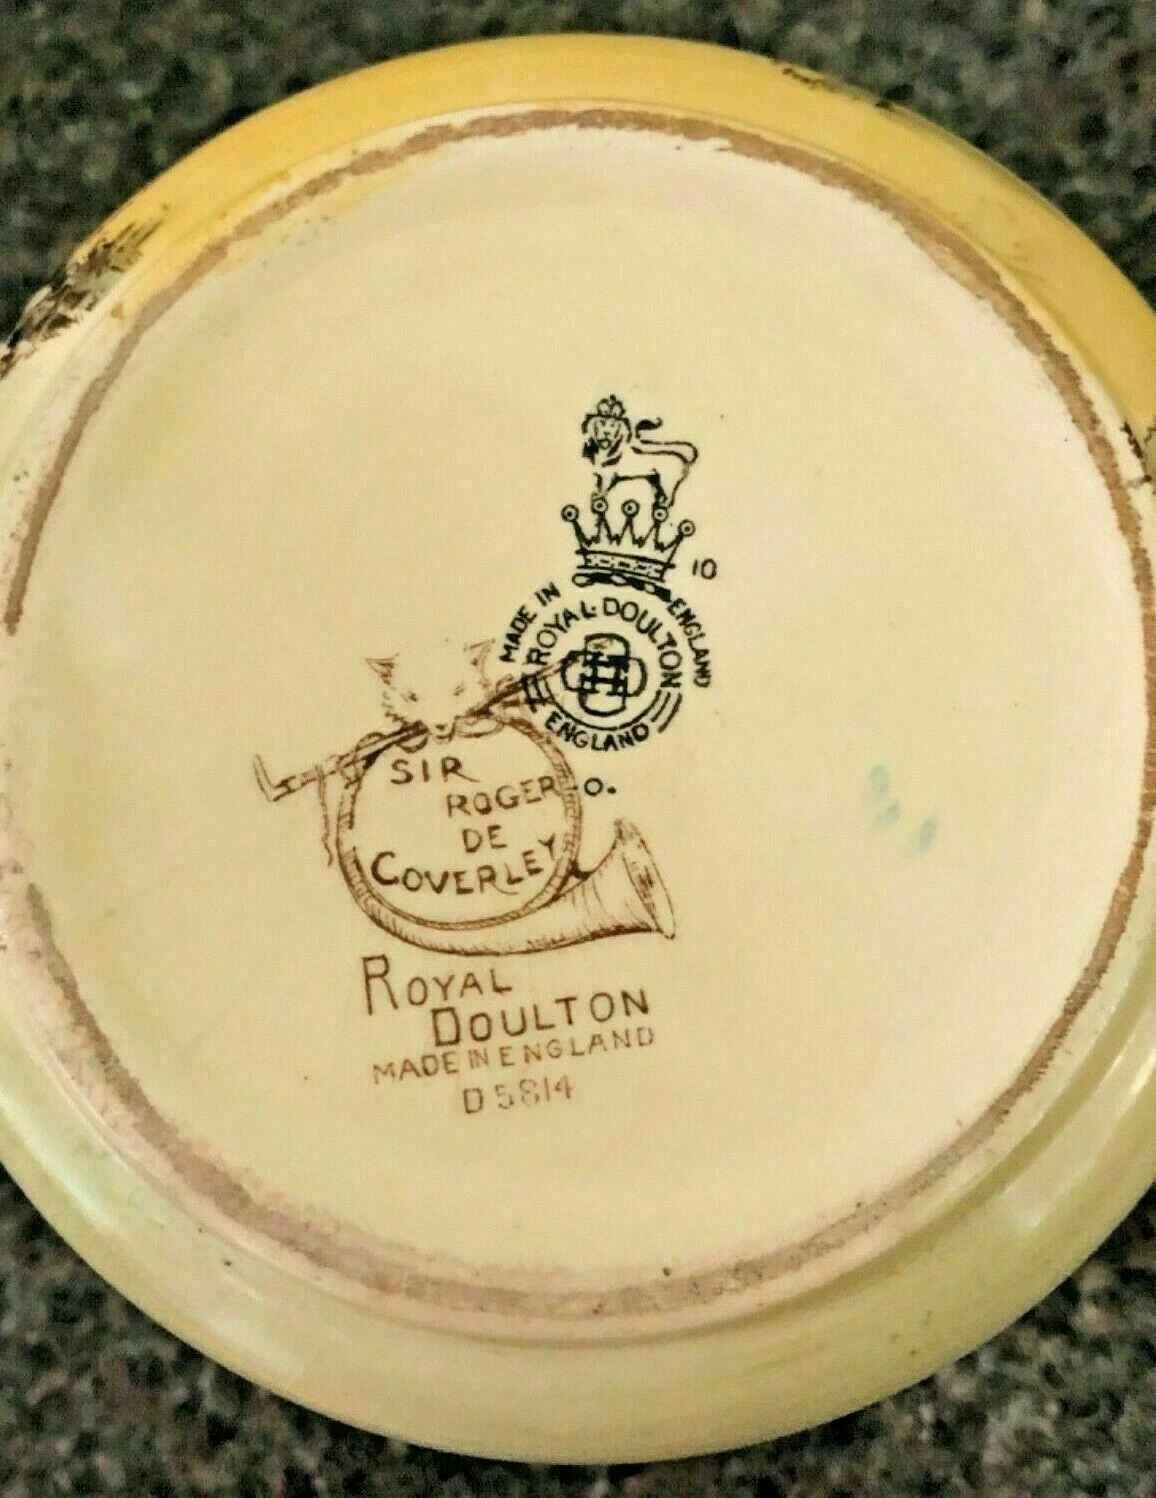 10
MADE IN ENGLAND
ROYAL·DOULTON
ENGLAND
O.
SIR
ROGER
DE
COVERLEY
ROYAL
DOULTON
MADE IN ENGLAND
D 5814